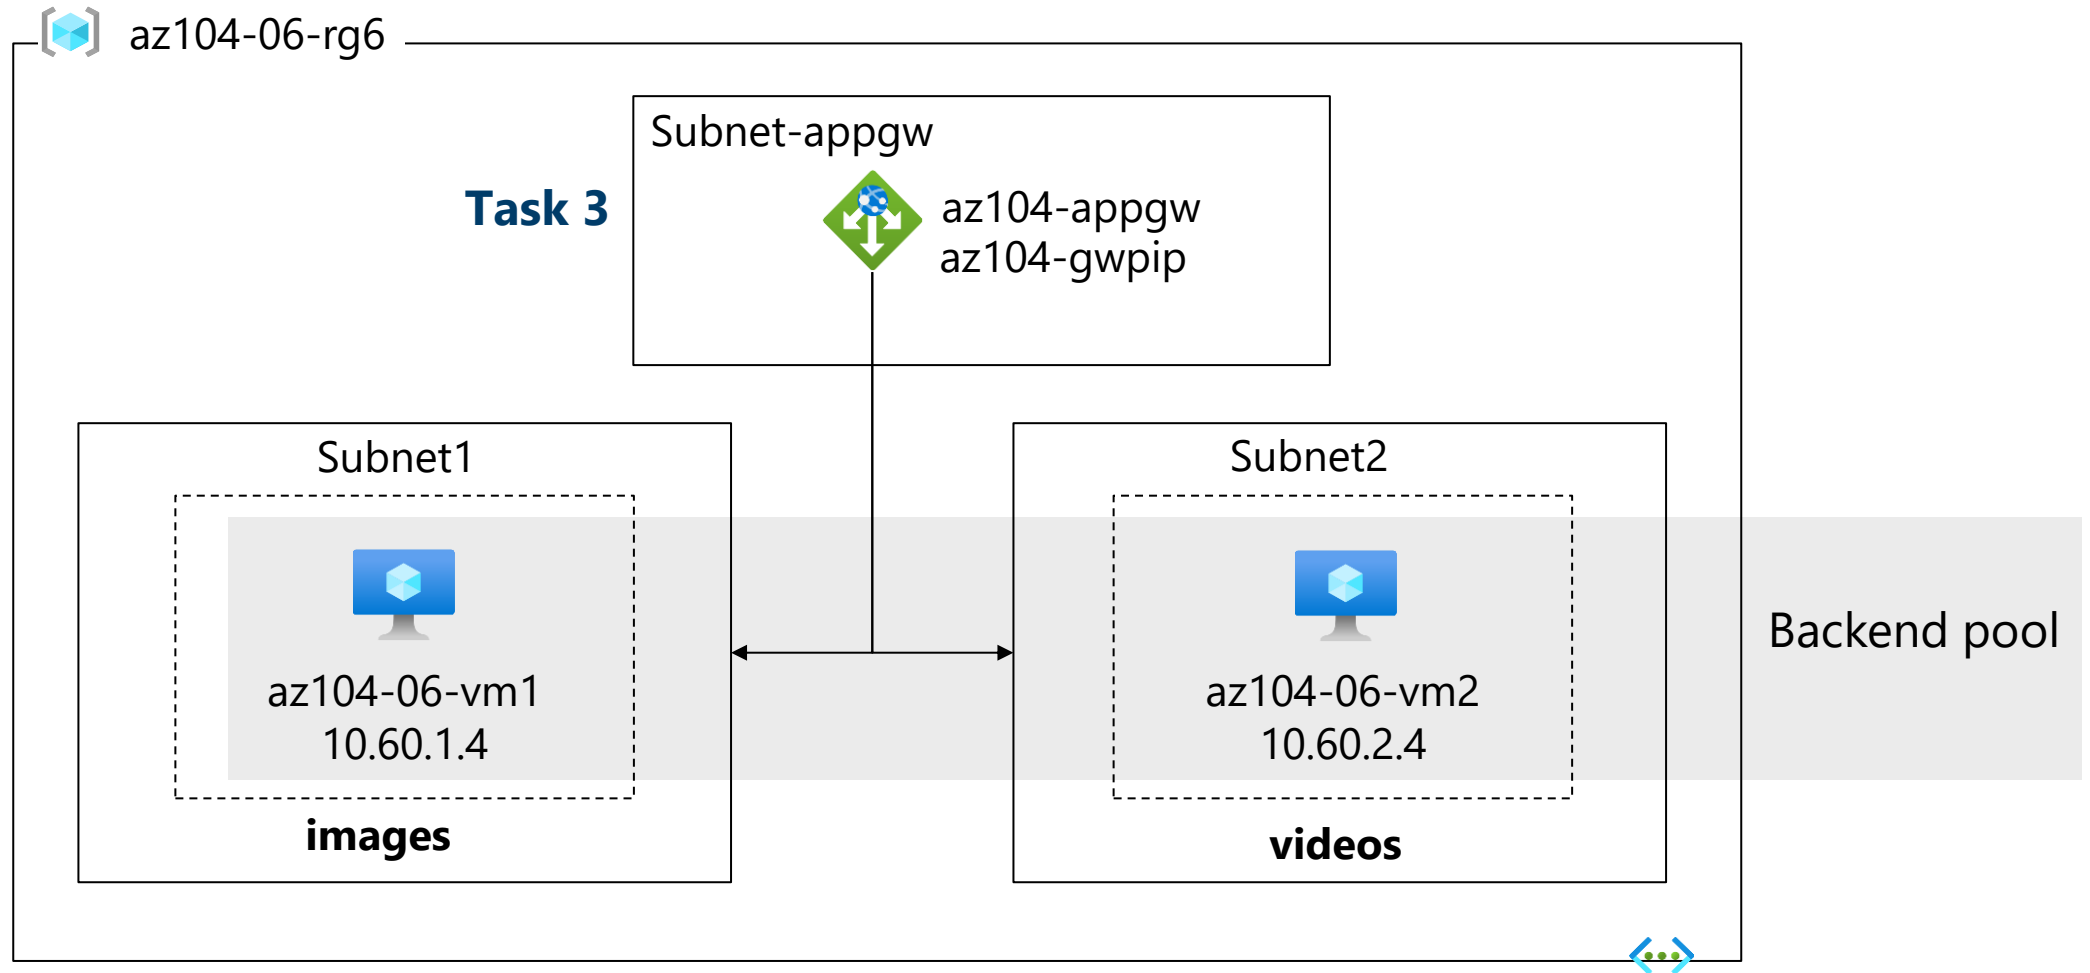 az104-06-rg6
Subnet-appgw
Task 3
az104-appgw
az104-gwpip
Subnet1
Subnet2
az104-06-vm1
10.60.1.4
az104-06-vm2
10.60.2.4
Backend pool
images
videos